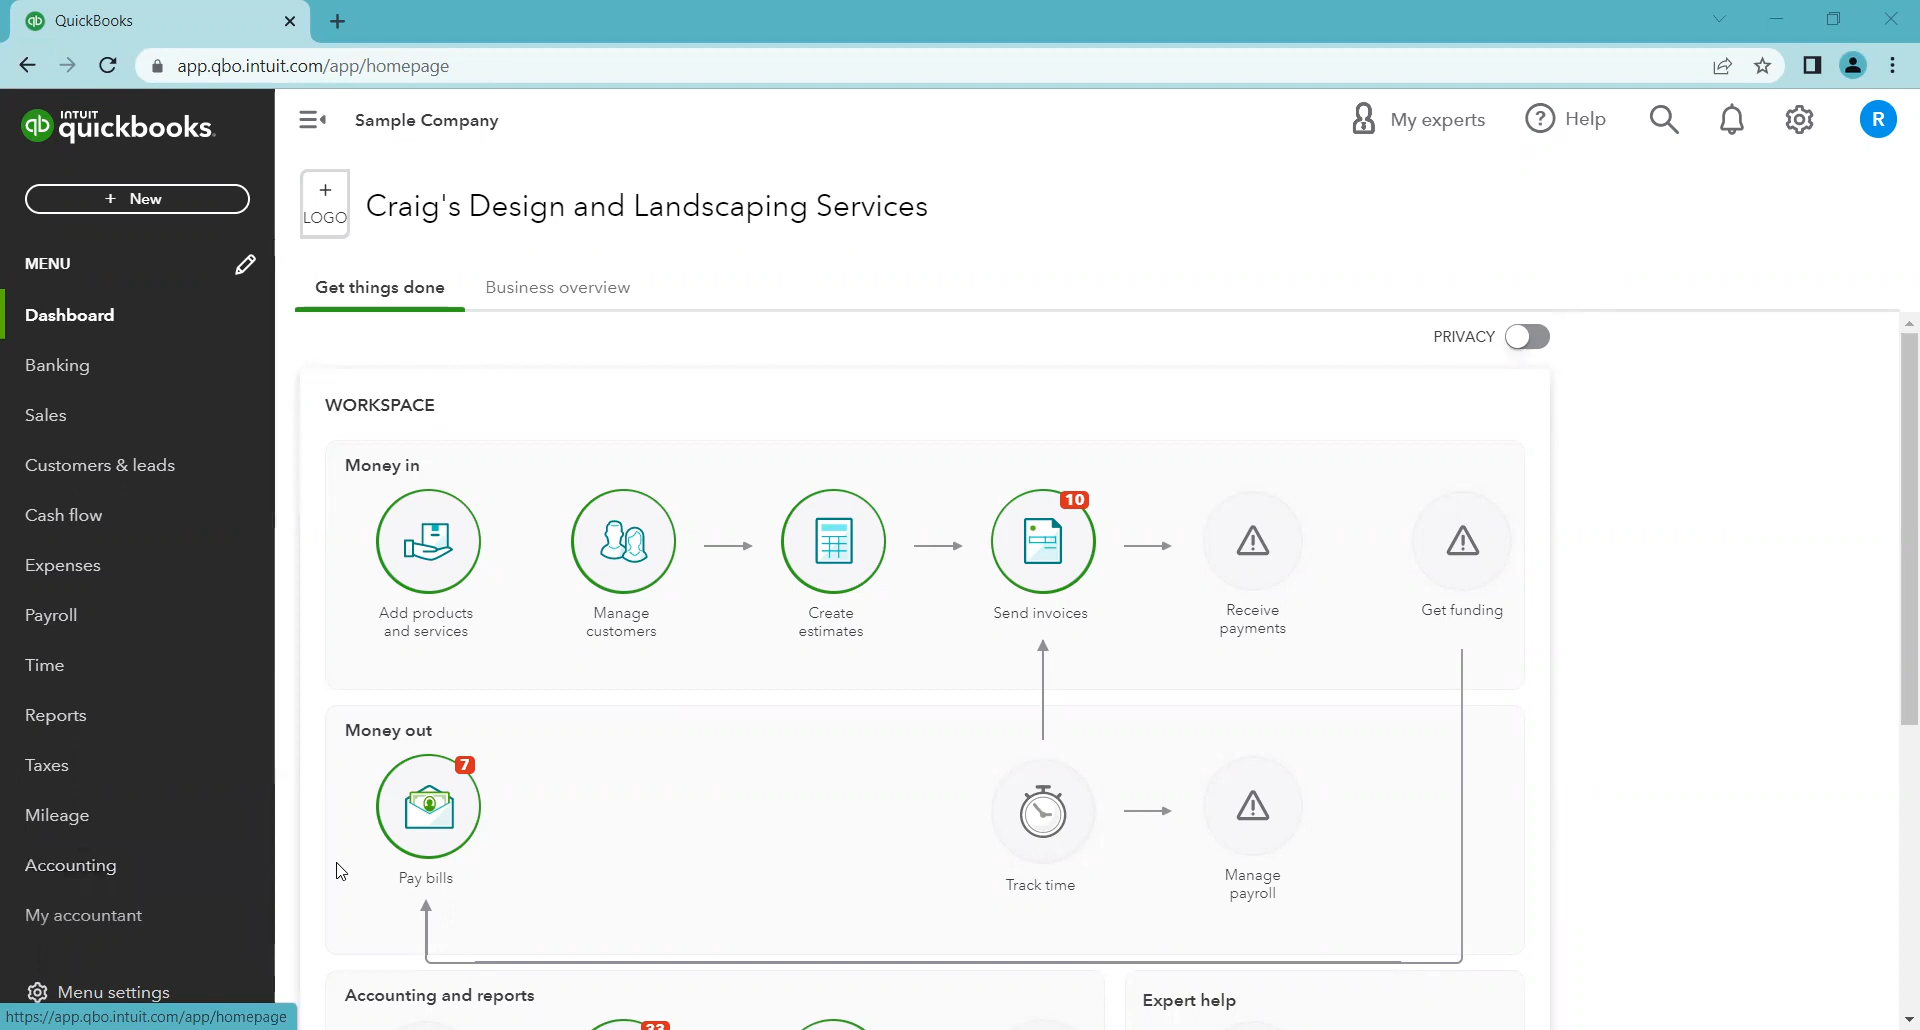 QuickBooks
app.qbo.intuit.com/app/homepage
qb INTUIT quickbooks.
Sample Company
My experts
Help
R
+ New
+
LOGO
Craig's Design and Landscaping Services
MENU
Get things done
Business overview
Dashboard
Banking
Sales
Customers & leads
Cash flow
Expenses
Payroll
Time
Reports
Taxes
Mileage
Accounting
My accountant
Menu settings
https://app.qbo.intuit.com/app/homepage
PRIVACY
WORKSPACE
Money in
10
Add products
and services
Manage
customers
Create
estimates
Send invoices
Receive
payments
Get funding
Money out
7
Pay bills
Track time
Manage
payroll
Accounting and reports
33
Expert help